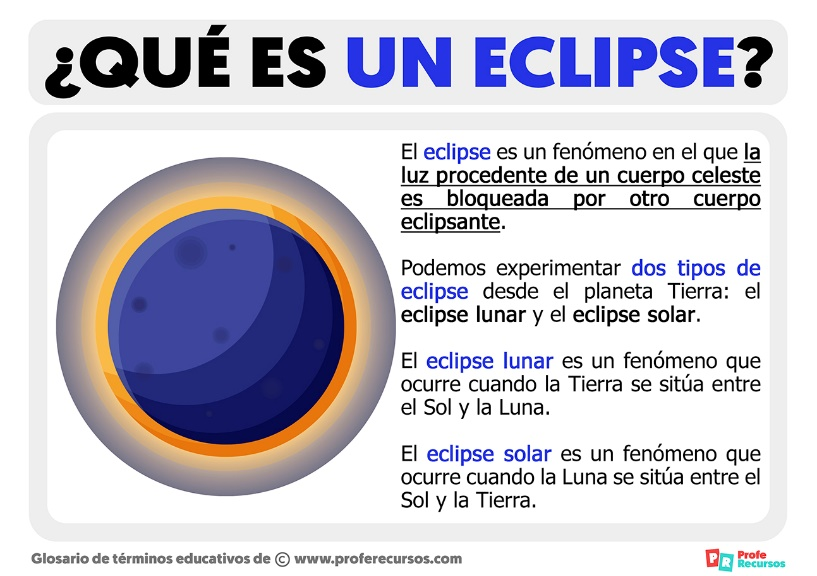 ¿QUÉ ES UN ECLIPSE?
El eclipse es un fenómeno en el que la
luz procedente de un cuerpo celeste
es bloqueada por otro cuerpo
eclipsante.
Podemos experimentar dos tipos de
eclipse desde el planeta Tierra: el
eclipse lunar y el eclipse solar.
El eclipse lunar es un fenómeno que
ocurre cuando la Tierra se sitúa entre
el Sol y la Luna.
El eclipse solar es un fenómeno que
ocurre cuando la Luna se sitúa entre el
Sol y la Tierra.
Glosario de términos educativos de © www.proferecursos.com
PR Profe
Recursos